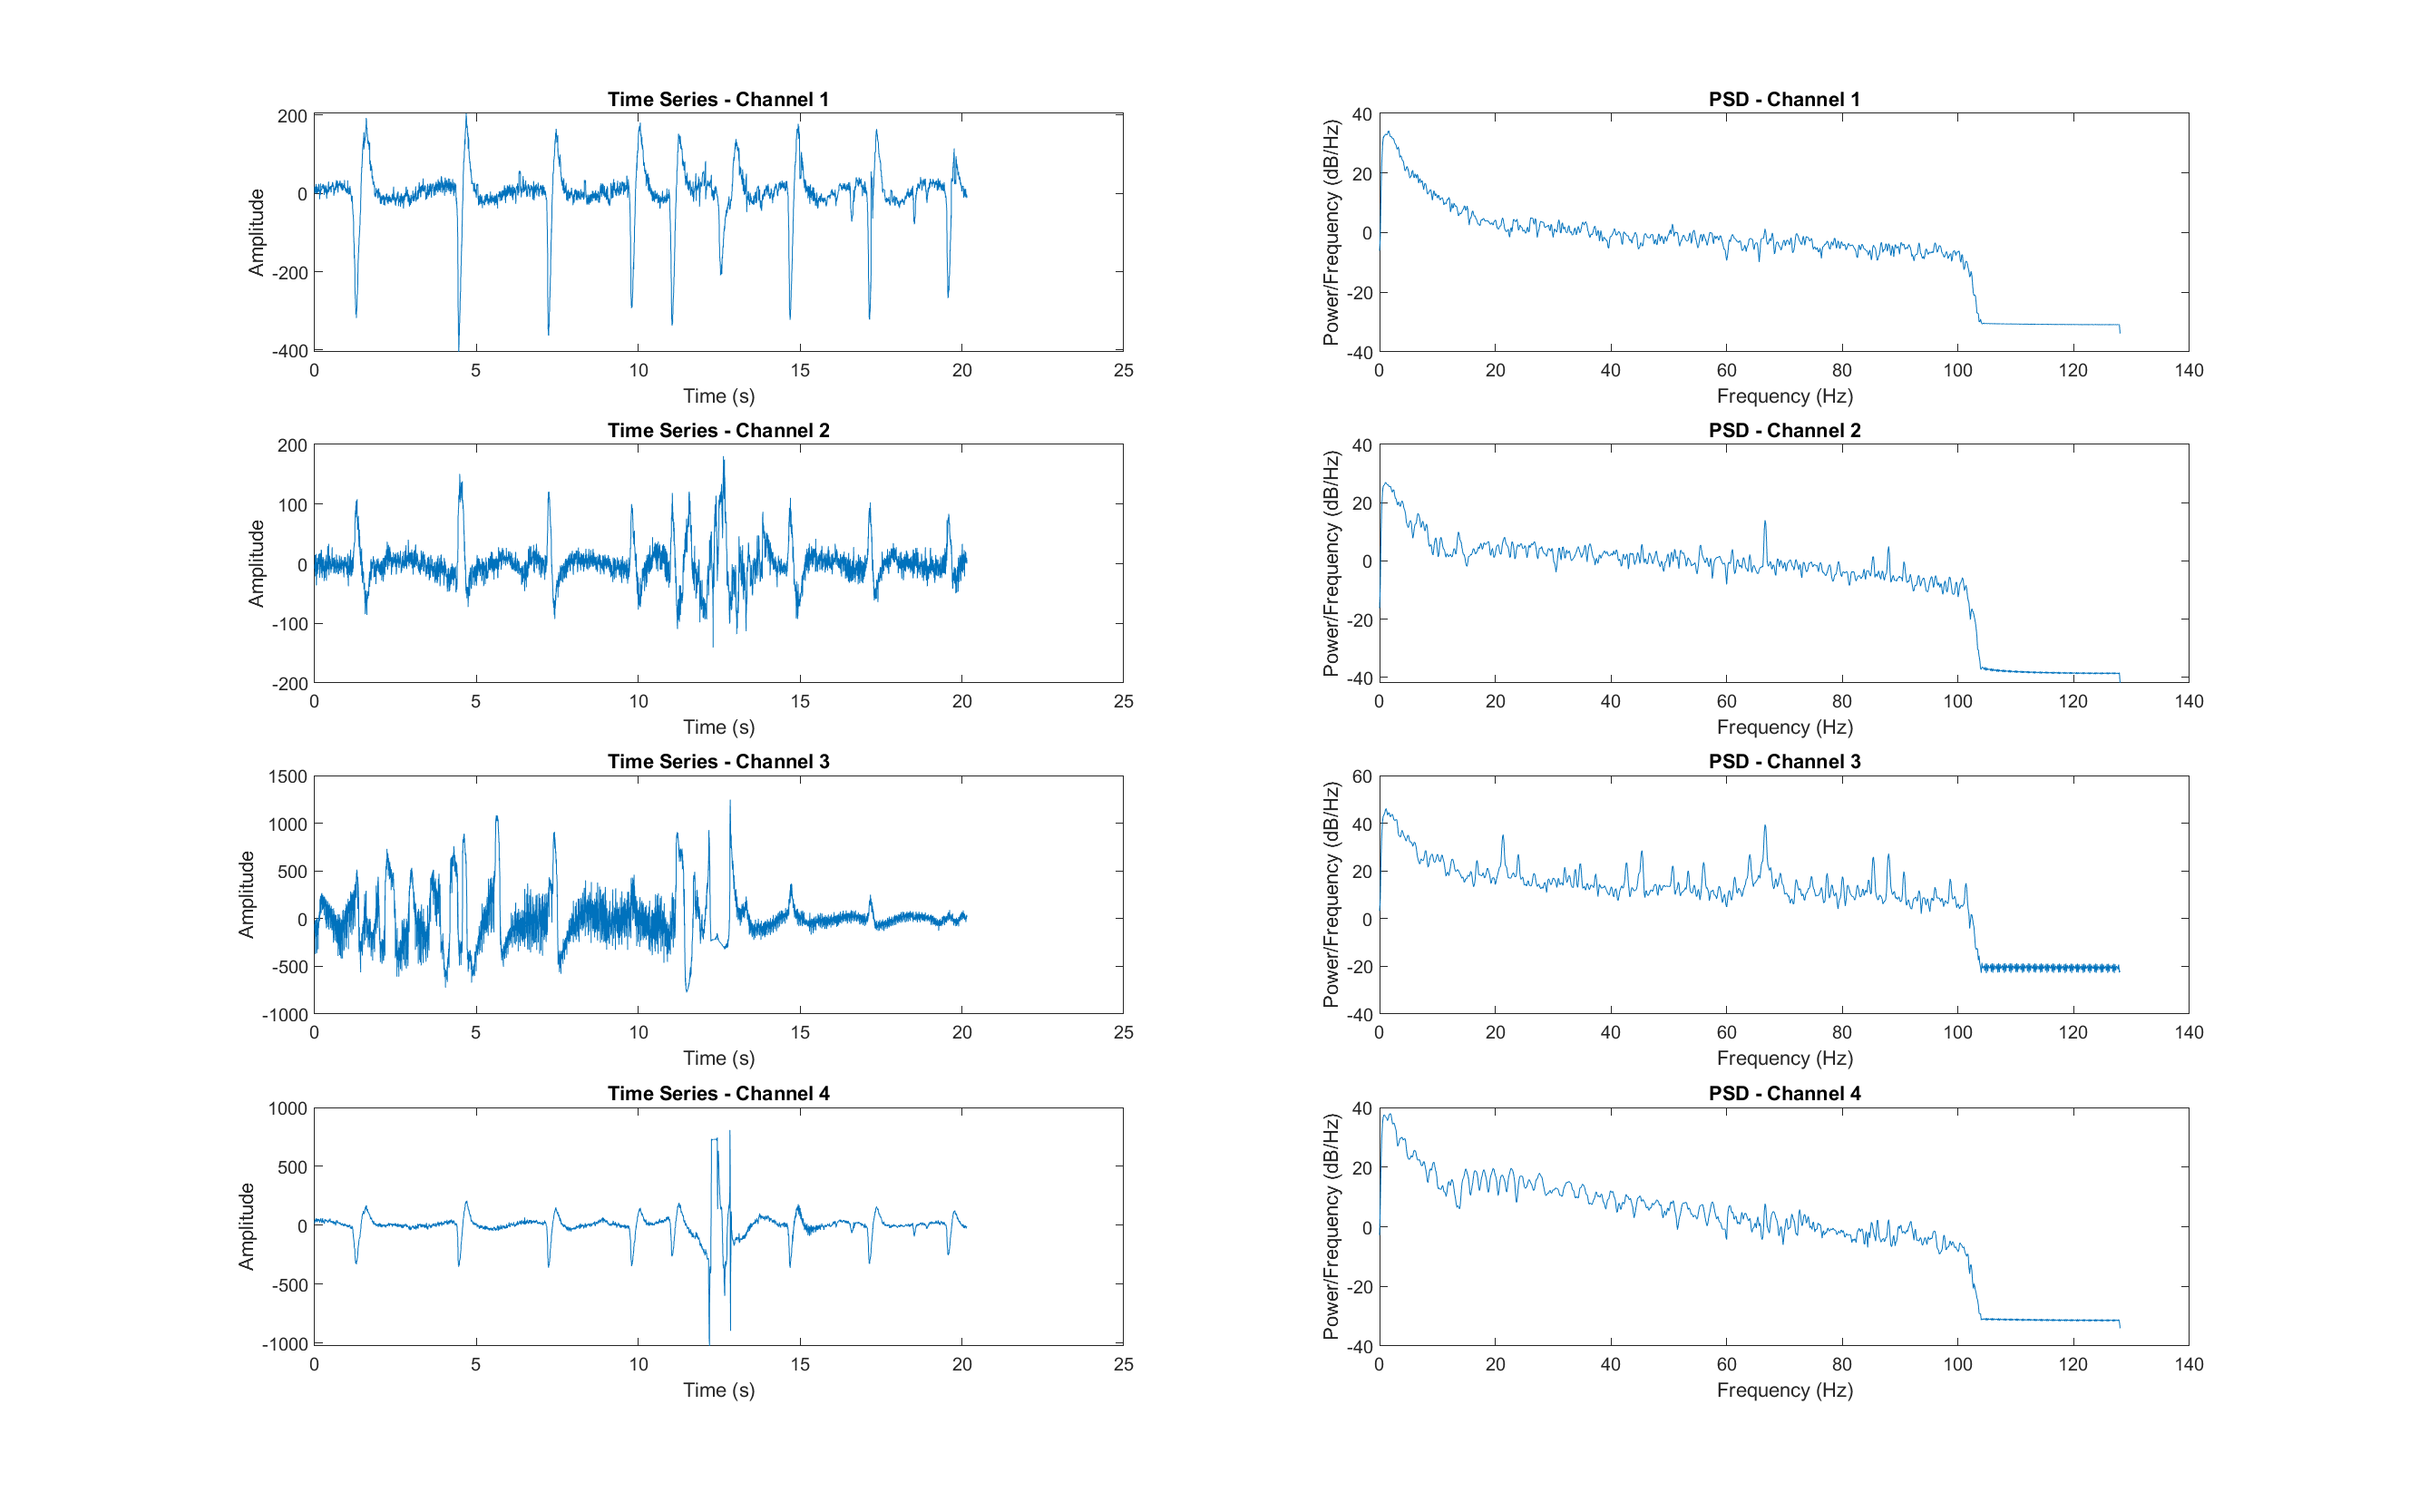 Time Series - Channel 1
200
0
-200
-400
Amplitude
0 5 10 15 20 25
Time (s)
PSD - Channel 1
40
20
0
-20
-40
Power/Frequency (dB/Hz)
0 20 40 60 80 100 120 140
Frequency (Hz)
Time Series - Channel 2
200
100
0
-100
-200
Amplitude
0 5 10 15 20 25
Time (s)
PSD - Channel 2
40
20
0
-20
-40
Power/Frequency (dB/Hz)
0 20 40 60 80 100 120 140
Frequency (Hz)
Time Series - Channel 3
1500
1000
500
0
-500
-1000
Amplitude
0 5 10 15 20 25
Time (s)
PSD - Channel 3
60
40
20
0
-20
-40
Power/Frequency (dB/Hz)
0 20 40 60 80 100 120 140
Frequency (Hz)
Time Series - Channel 4
1000
500
0
-500
-1000
Amplitude
0 5 10 15 20 25
Time (s)
PSD - Channel 4
40
20
0
-20
-40
Power/Frequency (dB/Hz)
0 20 40 60 80 100 120 140
Frequency (Hz)